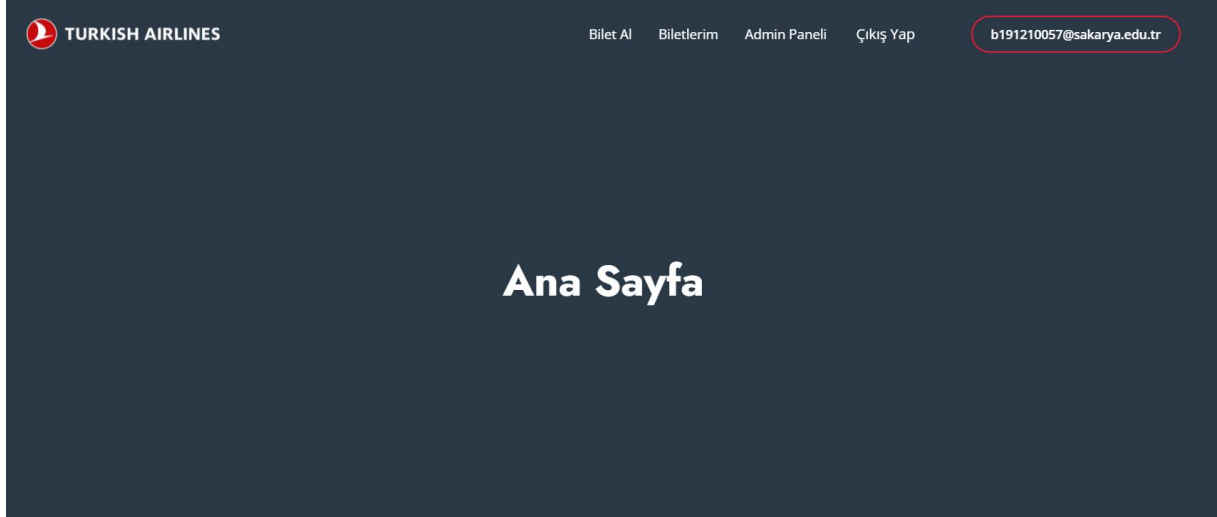 TURKISH AIRLINES
Bilet Al Biletlerim Admin Paneli Çıkış Yap b191210057@sakarya.edu.tr
Ana Sayfa